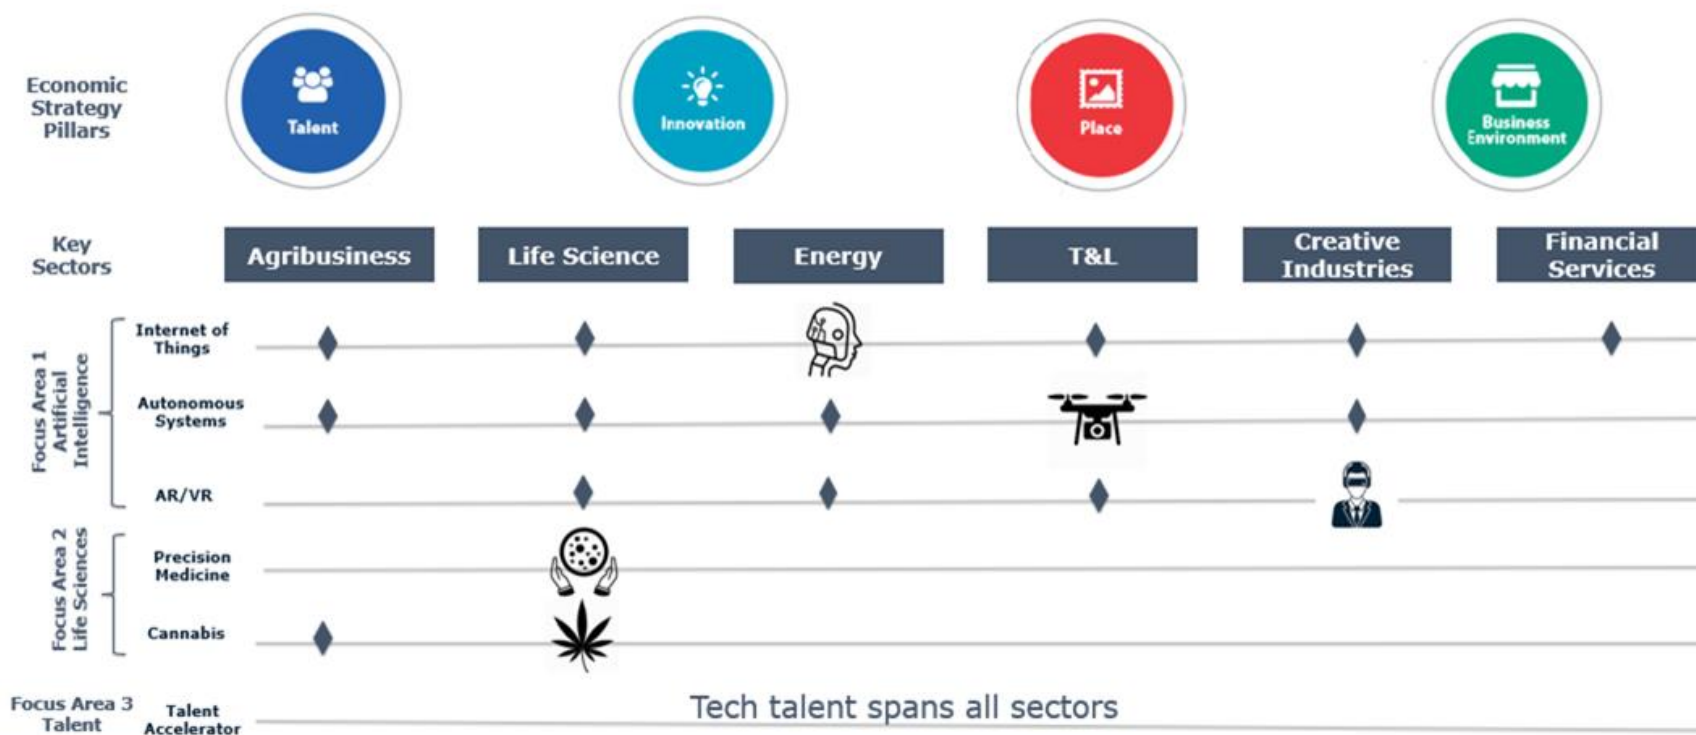 Economic
Strategy
Pillars
Talent
Innovation
Place
Business
Environment
Key
Sectors
Agribusiness
Life Science
Energy
T&L
Creative
Industries
Financial
Services
Focus Area 1
Artificial
Intelligence
Internet of
Things
Autonomous
Systems
AR/VR
Focus Area 2
Life Sciences
Precision
Medicine
Cannabis
Focus Area 3
Talent
Talent
Accelerator
Tech talent spans all sectors